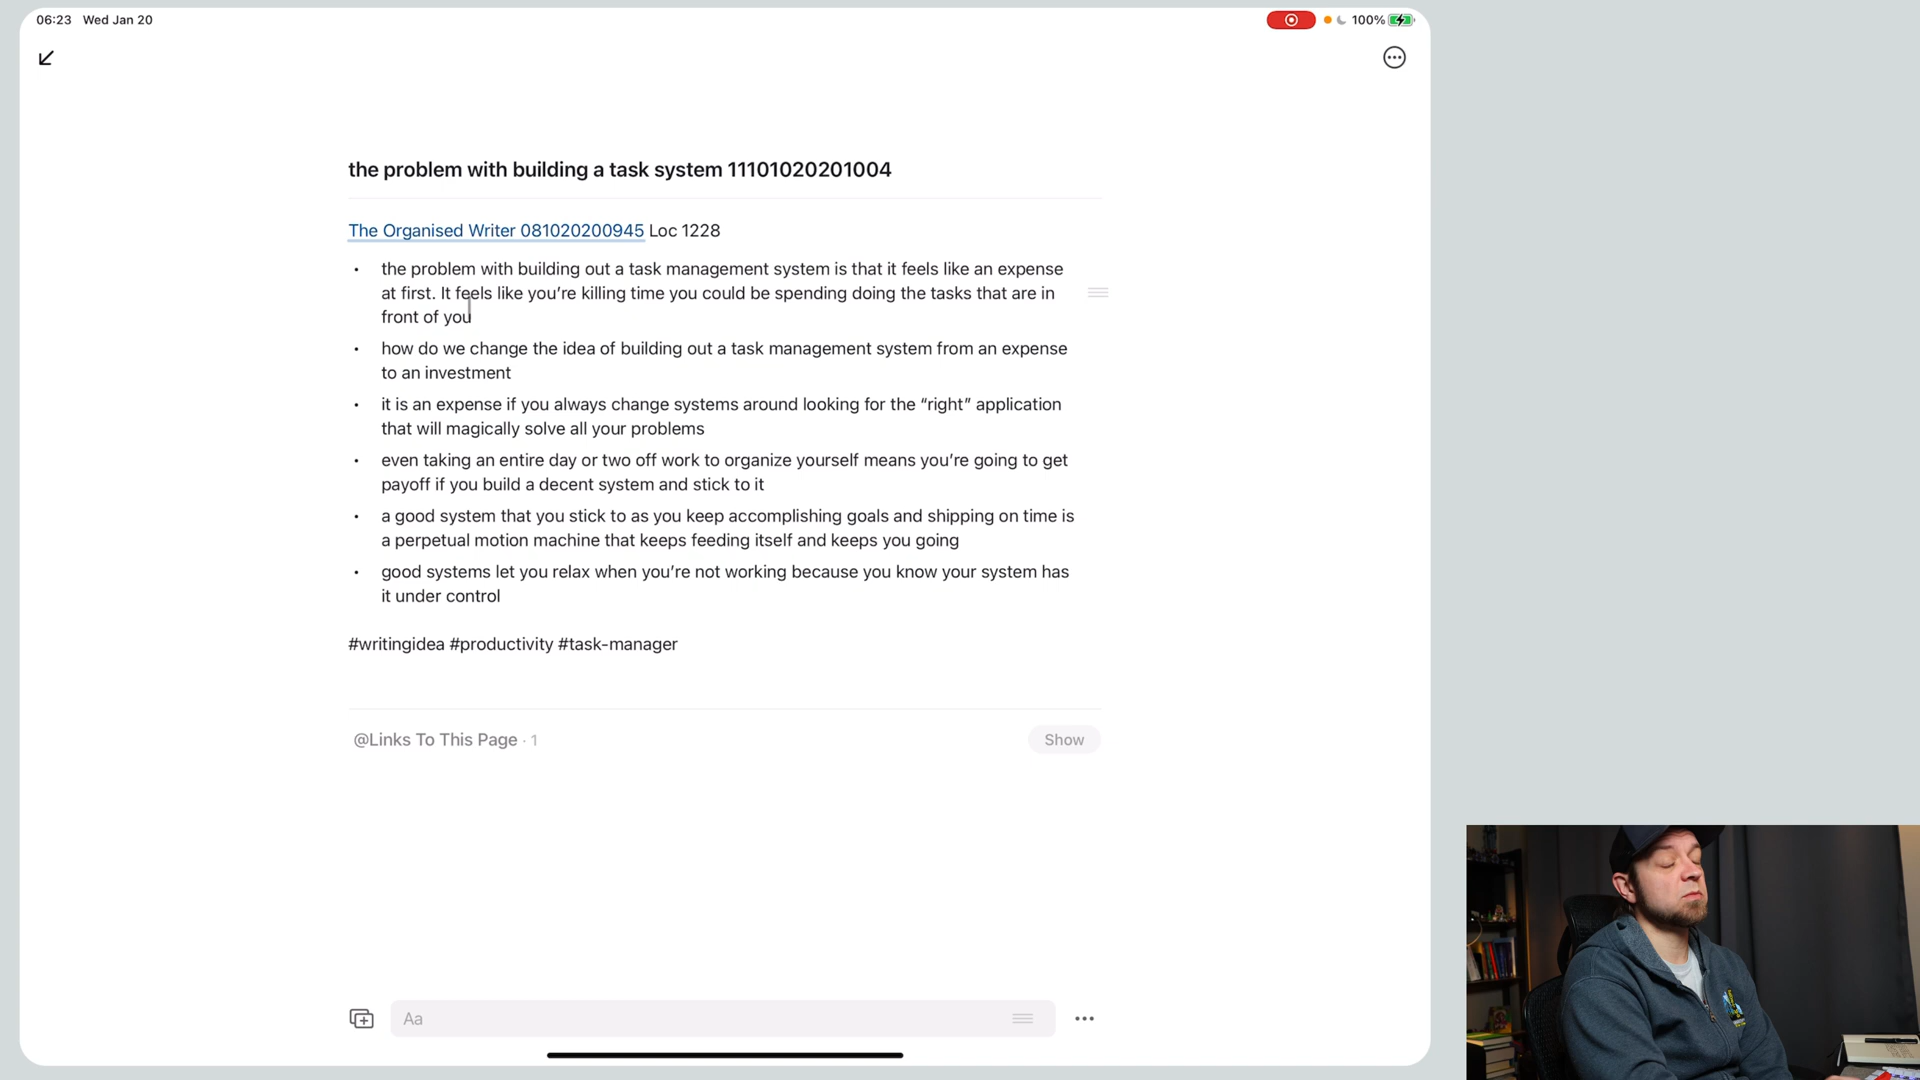 06:23 Wed Jan 20
100%
the problem with building a task system 11101020201004
The Organised Writer 081020200945 Loc 1228
• the problem with building out a task management system is that it feels like an expense
at first. It feels like you’re killing time you could be spending doing the tasks that are in
front of you
• how do we change the idea of building out a task management system from an expense
to an investment
• it is an expense if you always change systems around looking for the “right” application
that will magically solve all your problems
• even taking an entire day or two off work to organize yourself means you’re going to get
payoff if you build a decent system and stick to it
• a good system that you stick to as you keep accomplishing goals and shipping on time is
a perpetual motion machine that keeps feeding itself and keeps you going
• good systems let you relax when you’re not working because you know your system has
it under control
#writingidea #productivity #task-manager
@Links To This Page · 1
Show
Aa